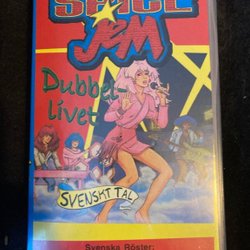 SPACE
JEM
Dubbel-
livet
SVENSKT TAL
Svenska Röster: